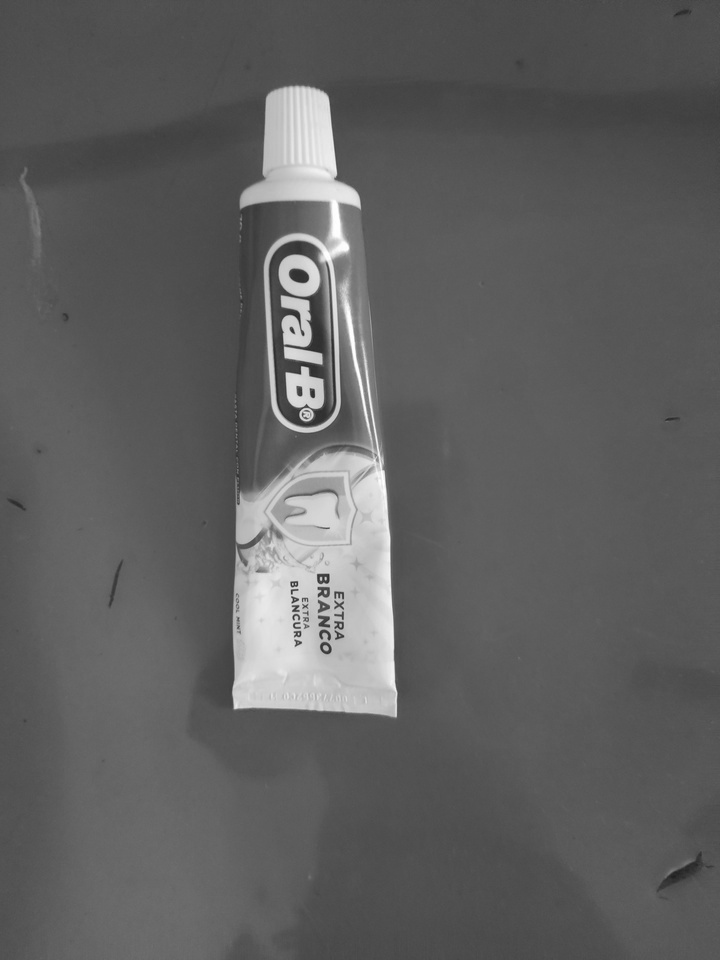 Oral-B®
EXTRA
BRANCO
EXTRA
BLANCURA
COOL MINT